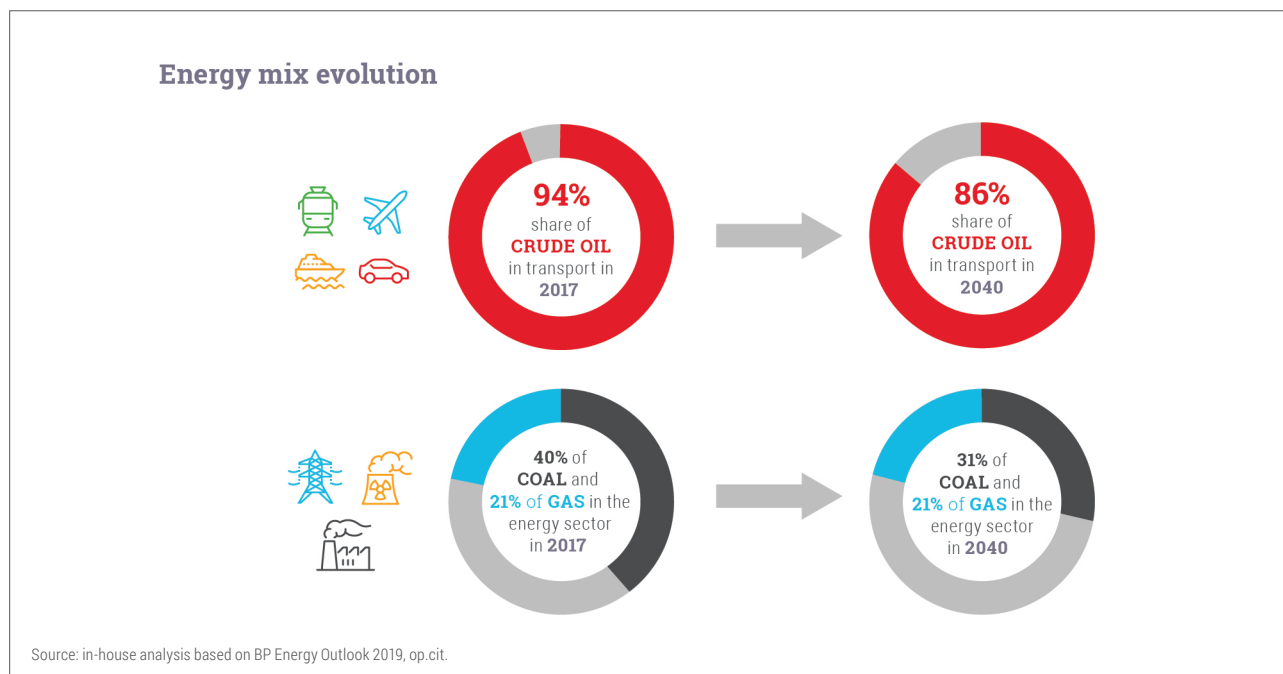 Energy mix evolution
94%
share of
CRUDE OIL
in transport in
2017
86%
share of
CRUDE OIL
in transport in
2040
40% of
COAL and
21% of GAS in the
energy sector
in 2017
31% of
COAL and
21% of GAS in the
energy sector
in 2040
Source: in-house analysis based on BP Energy Outlook 2019, op.cit.